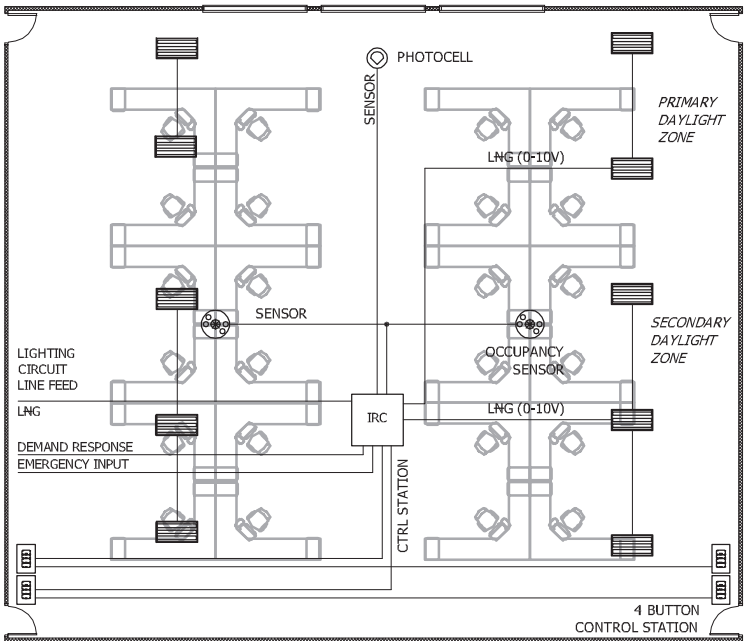 PHOTOCELL
SENSOR
PRIMARY
DAYLIGHT
ZONE
LNG (0-10V)
SENSOR
SECONDARY
DAYLIGHT
ZONE
OCCUPANCY
SENSOR
LIGHTING
CIRCUIT
LINE FEED
LNG
IRC
LNG (0-10V)
DEMAND RESPONSE
EMERGENCY INPUT
CTRL STATION
4 BUTTON
CONTROL STATION